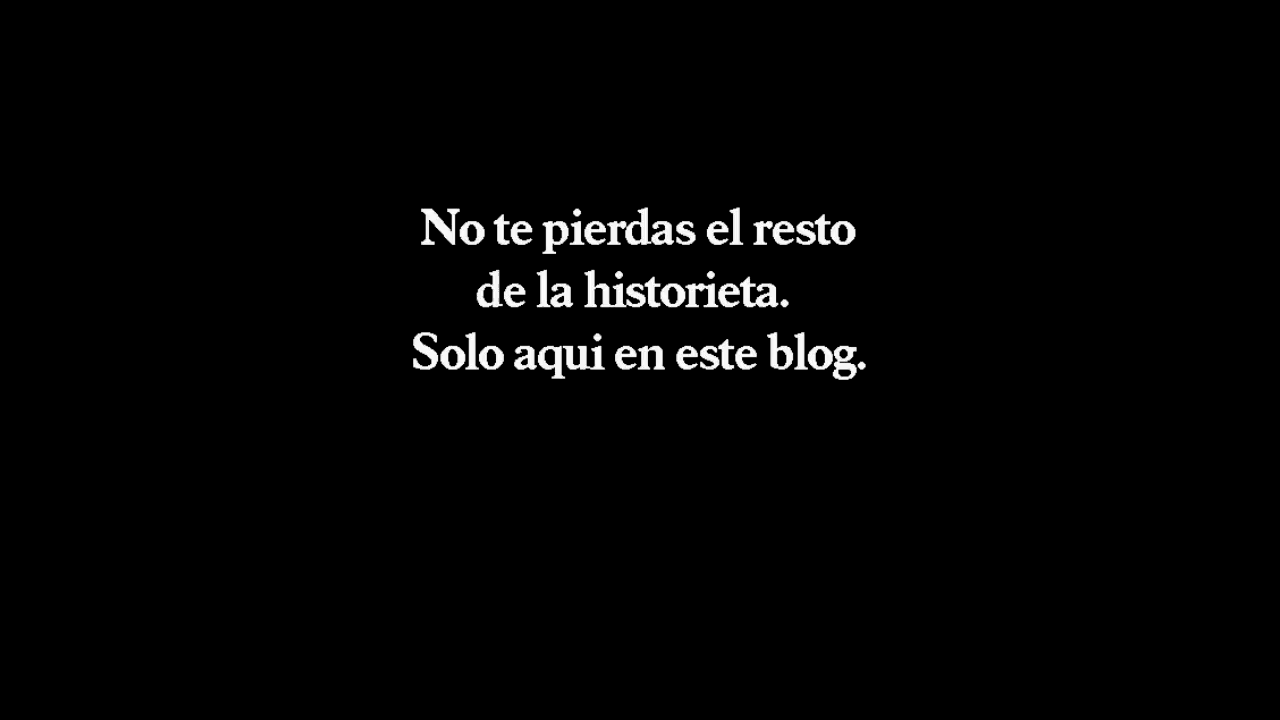 No te pierdas el resto
de la historieta.
Solo aqui en este blog.